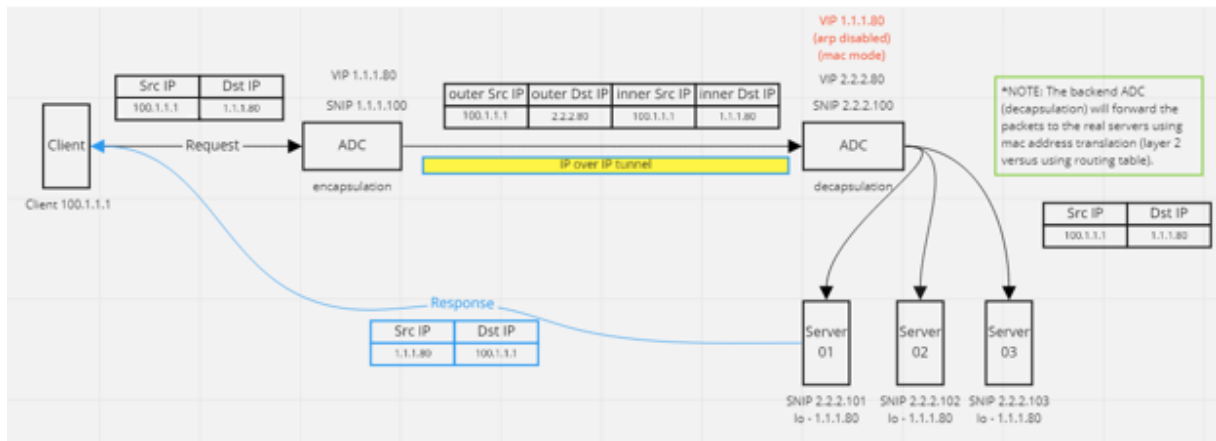 VIP 1.1.1.80
(arp disabled)
(mac mode)
VIP 1.1.1.80
VIP 2.2.2.80
Src IP Dst IP
100.1.1.1 1.1.1.80
SNIP 1.1.1.100
outer Src IP outer Dst IP inner Src IP inner Dst IP
100.1.1.1 2.2.2.80 100.1.1.1 1.1.1.80
SNIP 2.2.2.100
*NOTE: The backend ADC
(decapsulation) will forward the
packets to the real servers using
mac address translation (layer 2
versus using routing table).
Client
Request
ADC
ADC
IP over IP tunnel
encapsulation
decapsulation
Client 100.1.1.1
Src IP Dst IP
100.1.1.1 1.1.1.80
Response
Src IP Dst IP
1.1.1.80 100.1.1.1
Server
01
Server
02
Server
03
SNIP 2.2.2.101
lo - 1.1.1.80
SNIP 2.2.2.102
lo - 1.1.1.80
SNIP 2.2.2.103
lo - 1.1.1.80